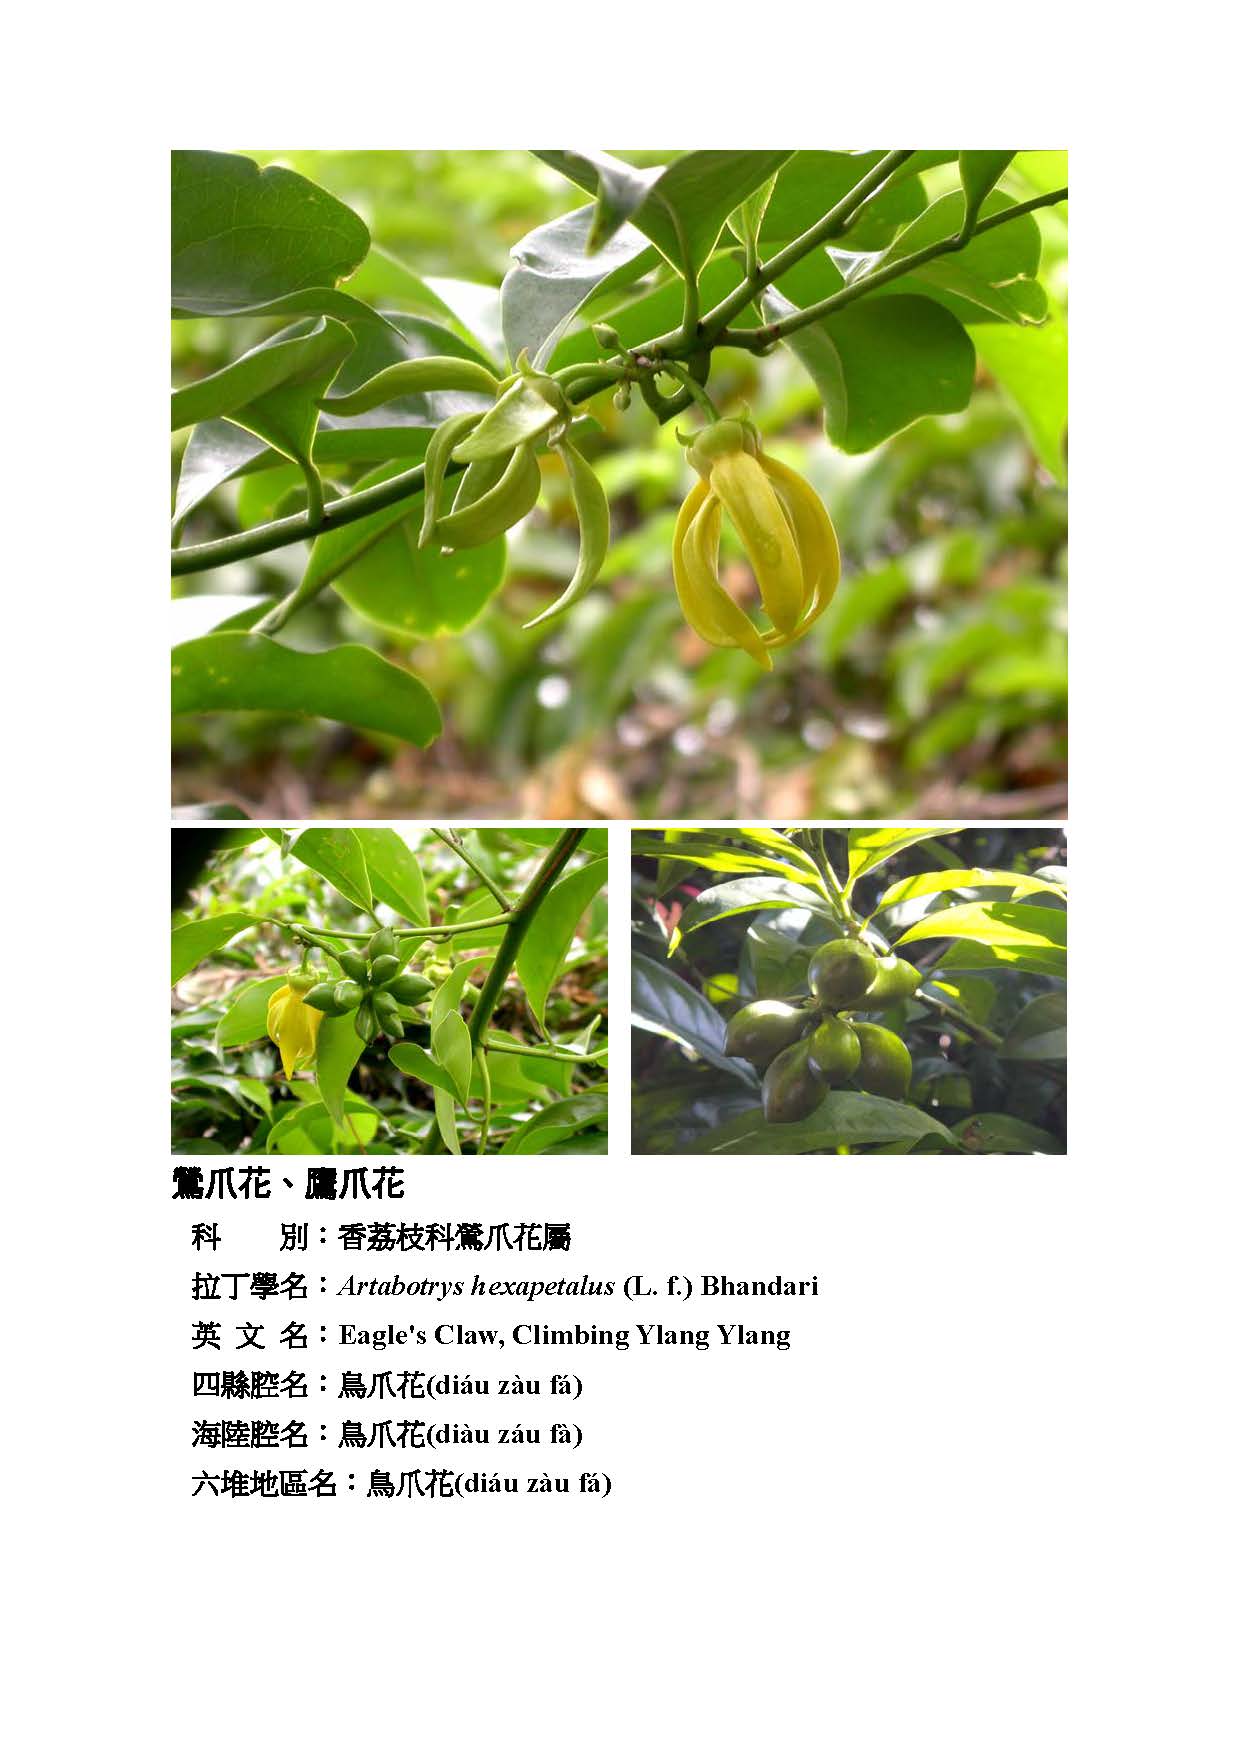 鶯爪花、鷹爪花
科　　別：香荔枝科鶯爪花屬
拉丁學名：Artabotrys hexapetalus (L. f.) Bhandari
英 文 名：Eagle's Claw, Climbing Ylang Ylang
四縣腔名：鳥爪花(diáu zàu fá)
海陸腔名：鳥爪花(diàu záu fà)
六堆地區名：鳥爪花(diáu zàu fá)